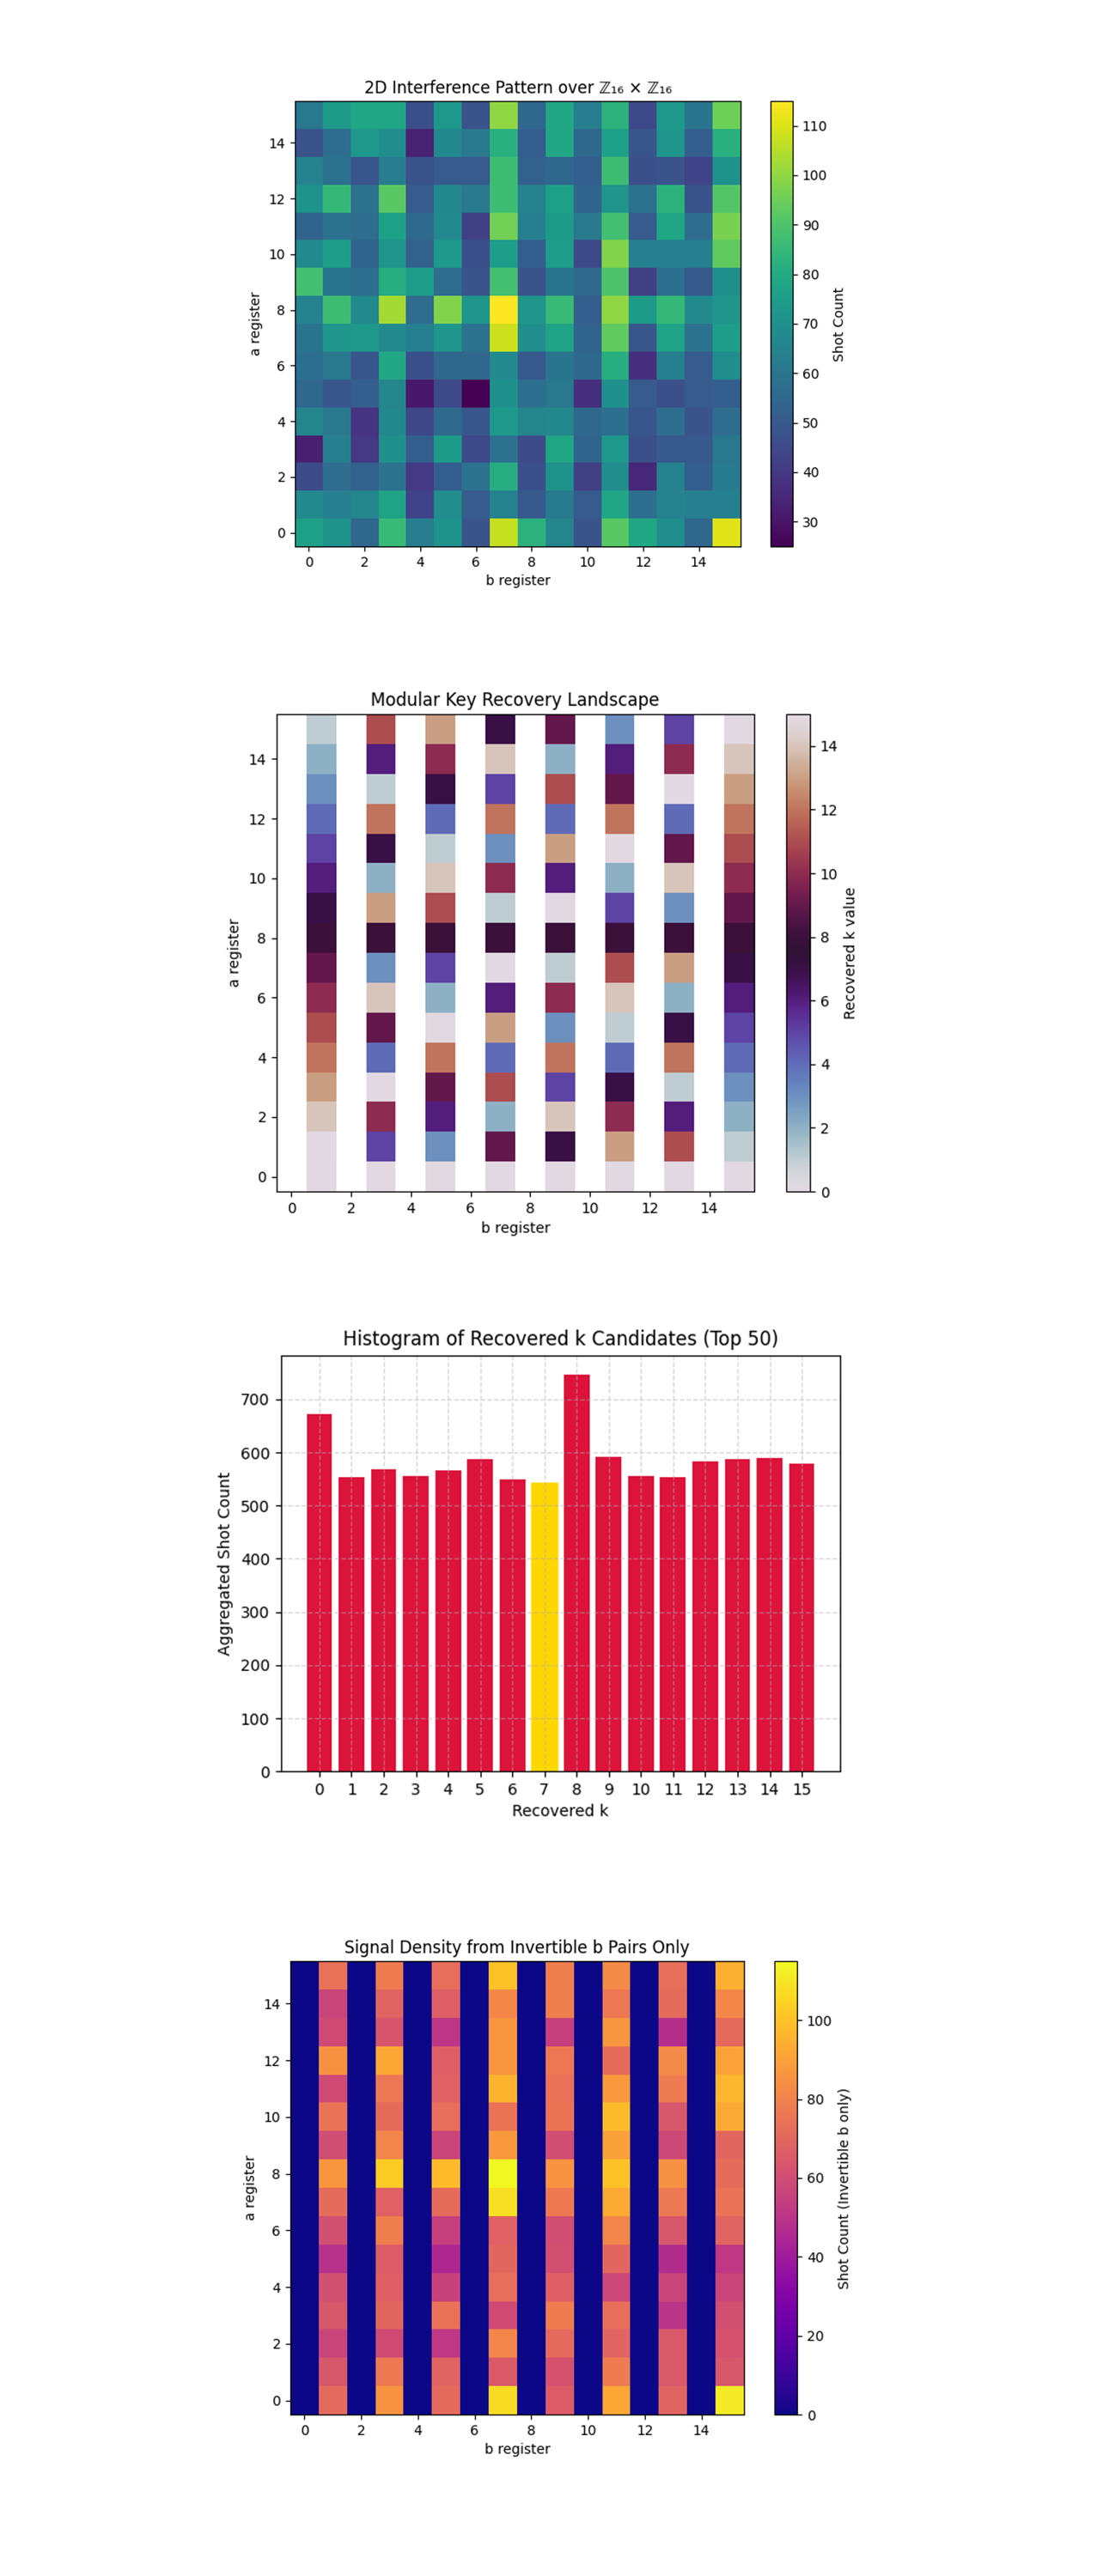 2D Interference Pattern over ℤ₁₆ × ℤ₁₆
14
12
10
8
6
4
2
0
a register
0 2 4 6 8 10 12 14
b register
110
100
90
80
70
60
50
40
30
Shot Count
Modular Key Recovery Landscape
14
12
10
8
6
4
2
0
a register
0 2 4 6 8 10 12 14
b register
14
12
10
8
6
4
2
0
Recovered k value
Histogram of Recovered k Candidates (Top 50)
700
600
500
400
300
200
100
0
Aggregated Shot Count
0 1 2 3 4 5 6 7 8 9 10 11 12 13 14 15
Recovered k
Signal Density from Invertible b Pairs Only
14
12
10
8
6
4
2
0
a register
0 2 4 6 8 10 12 14
b register
100
80
60
40
20
0
Shot Count (Invertible b only)